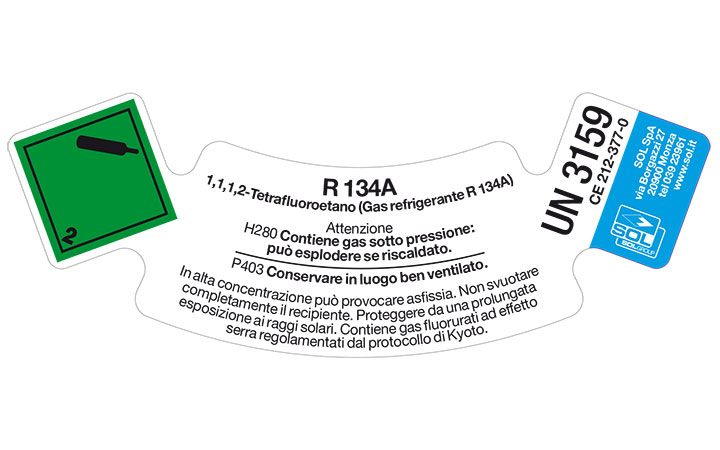 2
R 134A
1,1,1,2-Tetrafluoroetano (Gas refrigerante R 134A)
Attenzione
H280 Contiene gas sotto pressione:
può esplodere se riscaldato.
P403 Conservare in luogo ben ventilato.
In alta concentrazione può provocare asfissia. Non svuotare
completamente il recipiente. Proteggere da una prolungata
esposizione ai raggi solari. Contiene gas fluorurati ad effetto
serra regolamentati dal protocollo di Kyoto.
UN 3159
CE 212-377-0
SOL SpA
via Borgazzi 27
20900 Monza
tel 039 23961
www.sol.it
SOL
SOLGROUP